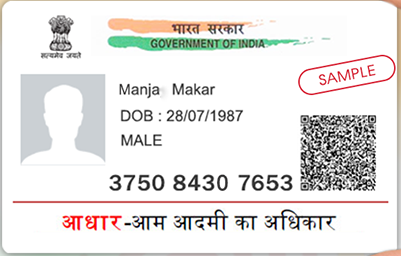 भारत सरकार
GOVERNMENT OF INDIA
सत्यमेव जयते
SAMPLE
Manja Makar
DOB : 28/07/1987
MALE
3750 8430 7653
आधार-आम आदमी का अधिकार